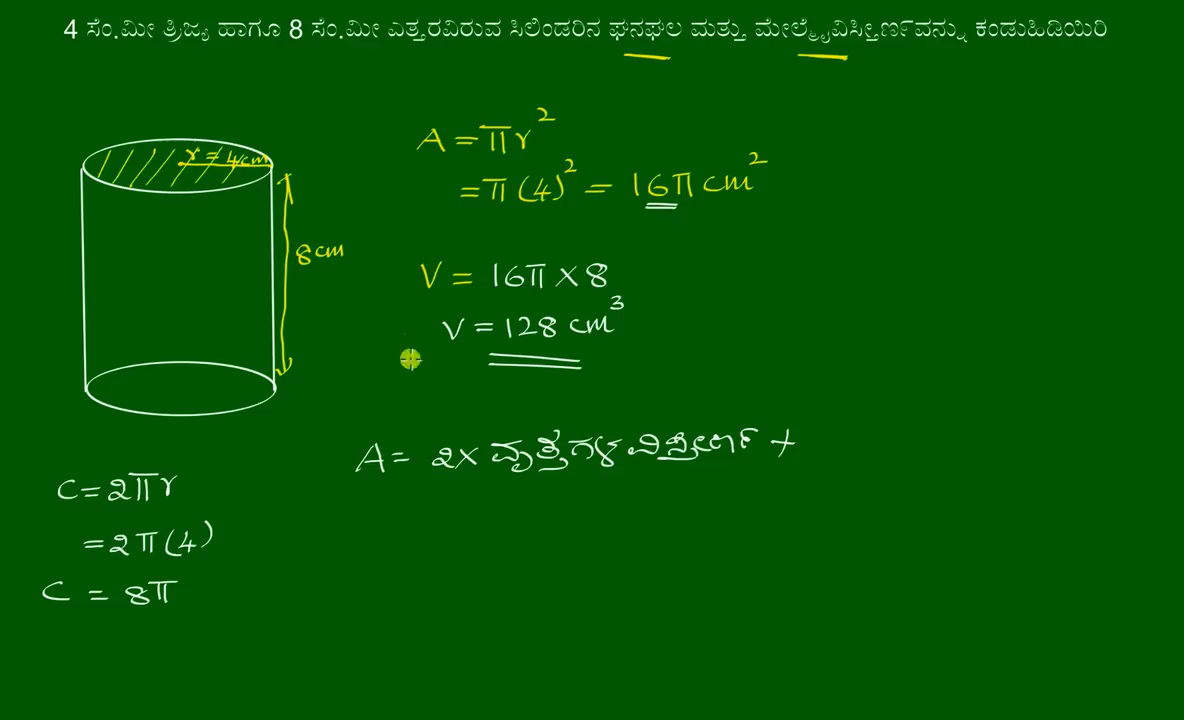 4 ಸೆಂ.ಮೀ ತ್ರಿಜ್ಯ ಹಾಗೂ 8 ಸೆಂ.ಮೀ ಎತ್ತರವಿರುವ ಸಿಲಿಂಡರಿನ ಘನಫಲ ಮತ್ತು ಮೇಲ್ಮೈವಿಸ್ತೀರ್ಣವನ್ನು ಕಂಡುಹಿಡಿಯಿರಿ
r = 4cm
8cm
A = πr²
= π(4)² = 16π cm²
V = 16π × 8
V = 128 cm³
A = 2× ವೃತ್ತಗಳ ವಿಸ್ತೀರ್ಣ +
C = 2πr
= 2π(4)
C = 8π